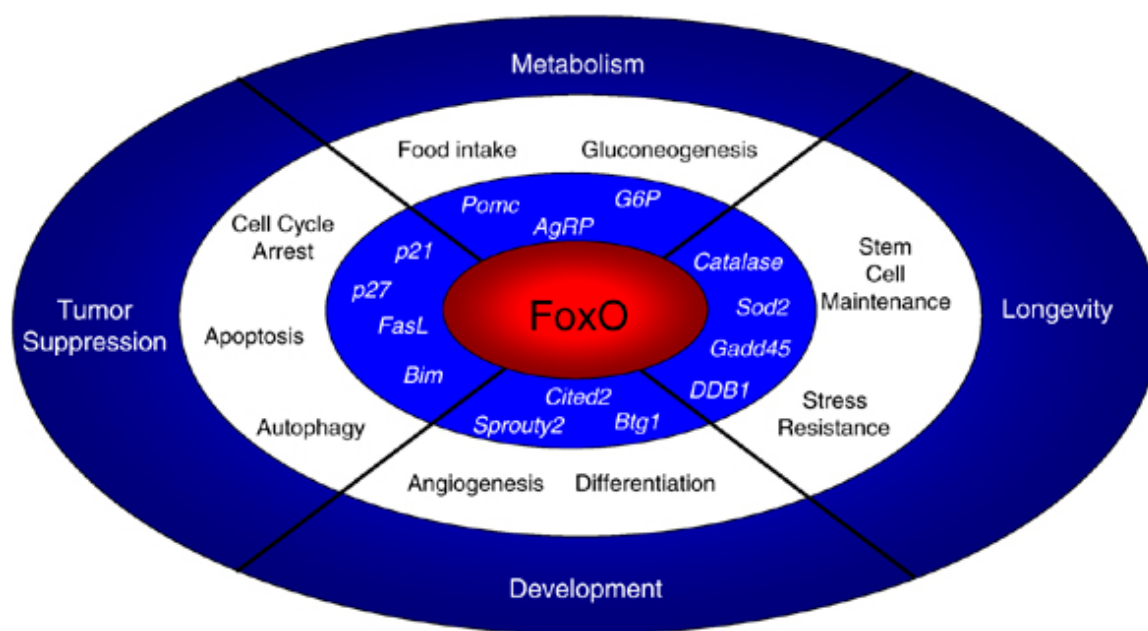 Metabolism
Food intake
Gluconeogenesis
Pomc
G6P
AgRP
Cell Cycle
Arrest
p21
p27
FasL
Bim
Tumor
Suppression
Apoptosis
Autophagy
FoxO
Catalase
Sod2
Gadd45
DDB1
Stem
Cell
Maintenance
Longevity
Stress
Resistance
Cited2
Sprouty2
Btg1
Angiogenesis
Differentiation
Development